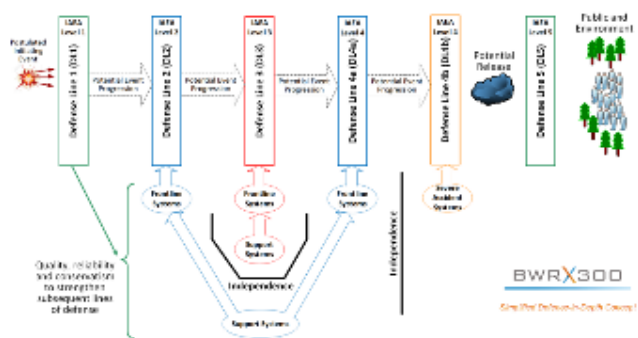 IAEA Level 1
IAEA Level 2
IAEA Level 3
IAEA Level 4
IAEA Level 4
IAEA Level 5
Public and Environment
Postulated Initiating Event
Defense Line 1 (DL1)
Potential Event Progression
Defense Line 2 (DL2)
Potential Event Progression
Defense Line 3 (DL3)
Potential Event Progression
Defense Line 4a (DL4a)
Potential Event Progression
Defense Line 4b (DL4b)
Potential Release
Defense Line 5 (DL5)
Frontline Systems
Frontline Systems
Frontline Systems
Severe Accident Systems
Support Systems
Independence
Independence
Quality, reliability
and conservatism
to strengthen
subsequent lines
of defense
Support Systems
BWRX300
Simplified Defense-in-Depth Concept